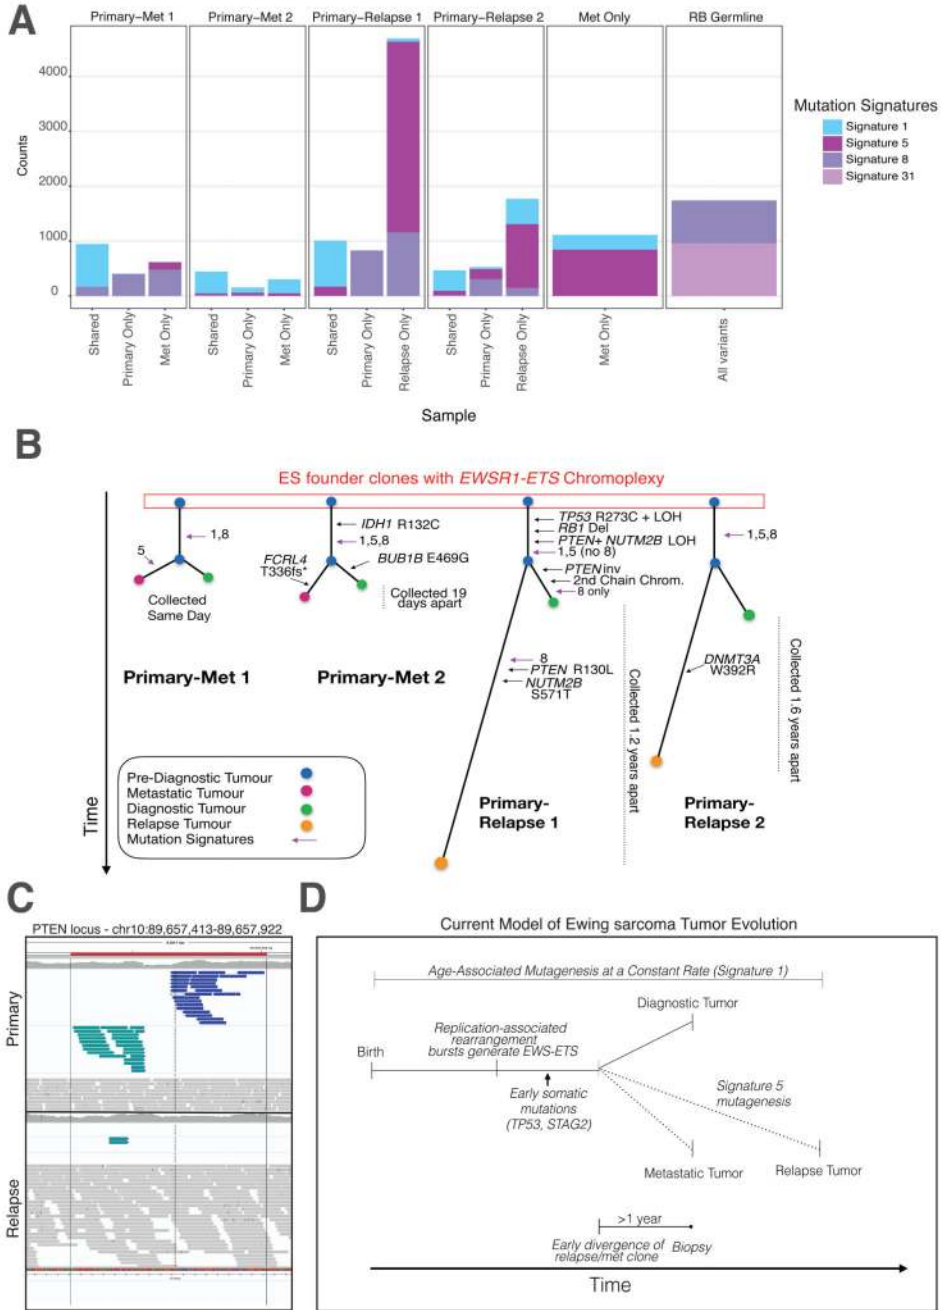 A
Primary-Met 1
Primary-Met 2
Primary-Relapse 1
Primary-Relapse 2
Met Only
RB Germline
Counts
4000
3000
2000
1000
0
Mutation Signatures
Signature 1
Signature 5
Signature 8
Signature 31
Shared
Primary Only
Met Only
Shared
Primary Only
Met Only
Shared
Primary Only
Relapse Only
Shared
Primary Only
Relapse Only
Met Only
All variants
Sample
B
ES founder clones with EWSR1-ETS Chromoplexy
1,8
5
Collected
Same Day
Primary-Met 1
IDH1 R132C
1,5,8
FCRL4
T336fs*
BUB1B E469G
Collected 19
days apart
Primary-Met 2
TP53 R273C + LOH
RB1 Del
PTEN+ NUTM2B LOH
1,5 (no 8)
PTEN inv
2nd Chain Chrom.
8 only
8
PTEN R130L
NUTM2B
S571T
Collected 1.2 years apart
Primary-
Relapse 1
1,5,8
DNMT3A
W392R
Collected 1.6 years apart
Primary-
Relapse 2
Time
Pre-Diagnostic Tumour
Metastatic Tumour
Diagnostic Tumour
Relapse Tumour
Mutation Signatures
C
PTEN locus - chr10:89,657,413-89,657,922
Primary
Relapse
D
Current Model of Ewing sarcoma Tumor Evolution
Age-Associated Mutagenesis at a Constant Rate (Signature 1)
Diagnostic Tumor
Replication-associated
rearrangement
bursts generate EWS-ETS
Birth
Early somatic
mutations
(TP53, STAG2)
Signature 5
mutagenesis
Metastatic Tumor
Relapse Tumor
>1 year
Early divergence of
relapse/met clone
Biopsy
Time